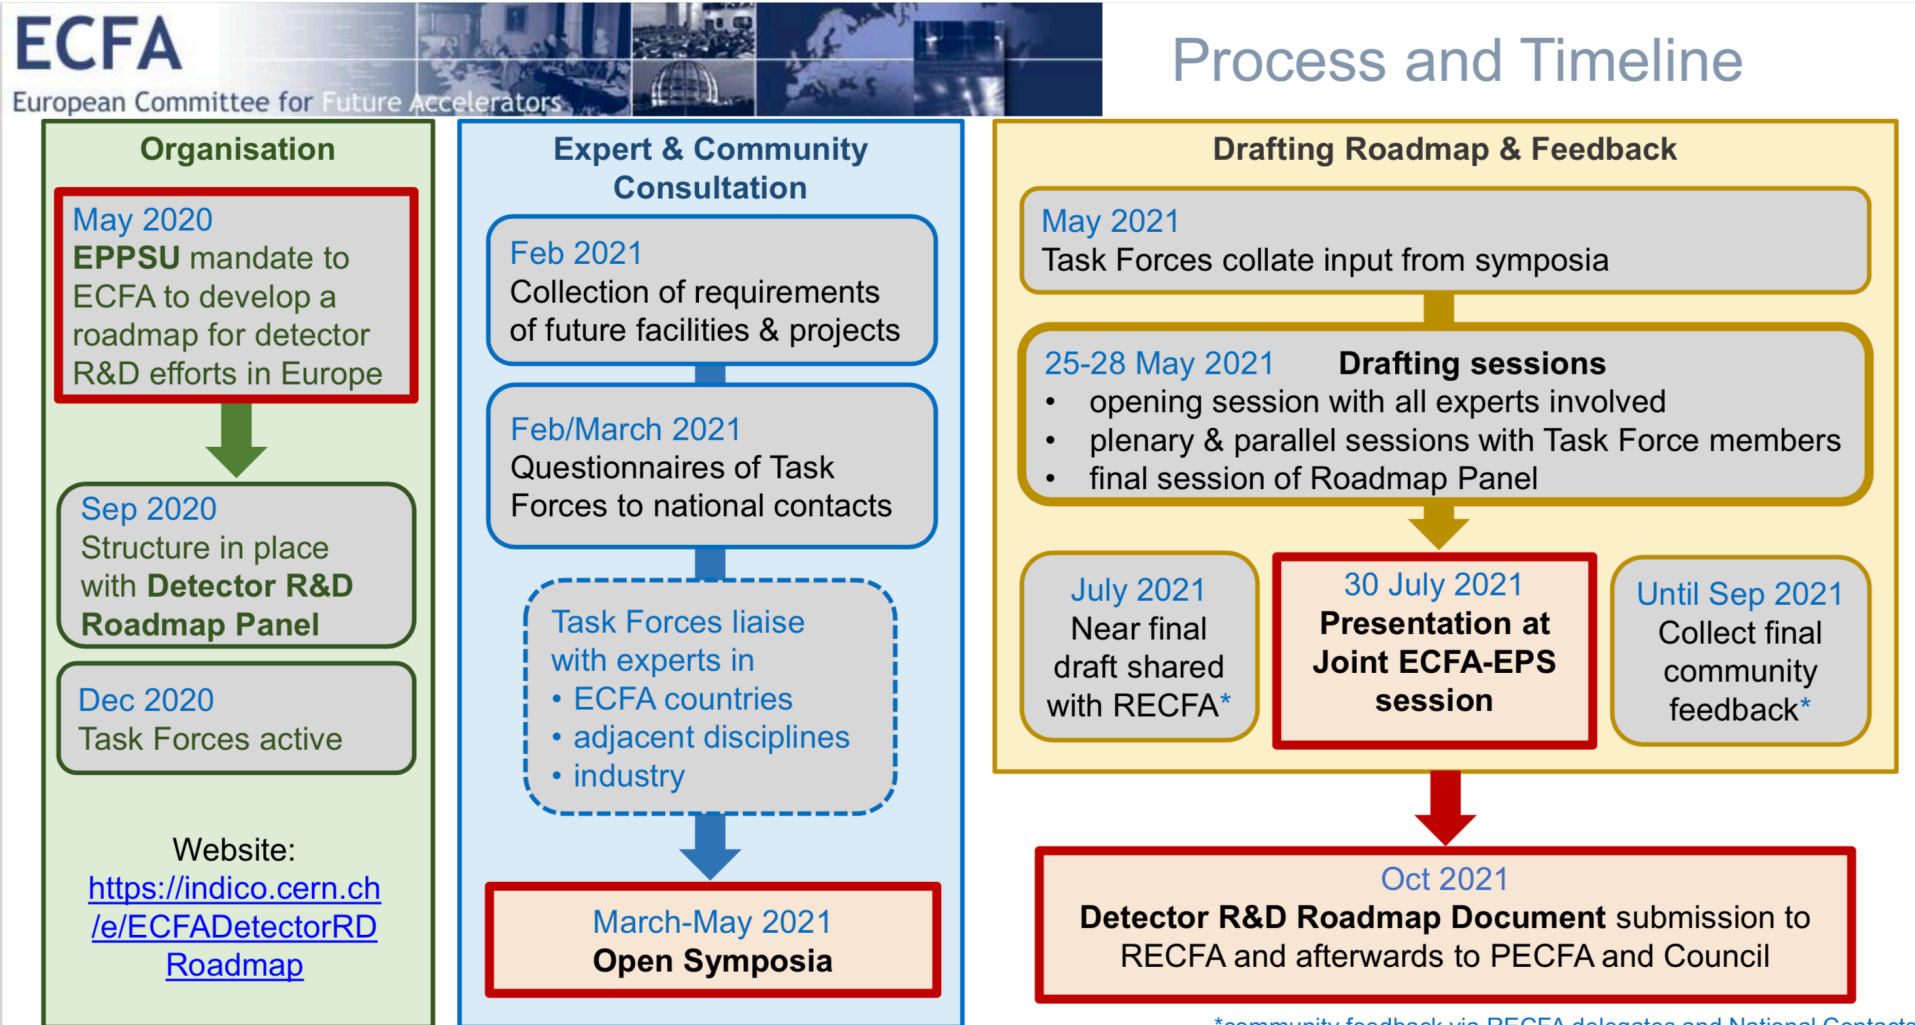 ECFA
European Committee for Future Accelerators
Process and Timeline
Organisation
May 2020
EPPSU mandate to
ECFA to develop a
roadmap for detector
R&D efforts in Europe
Sep 2020
Structure in place
with Detector R&D
Roadmap Panel
Dec 2020
Task Forces active
Website:
https://indico.cern.ch
/e/ECFADetectorRD
Roadmap
Expert & Community
Consultation
Feb 2021
Collection of requirements
of future facilities & projects
Feb/March 2021
Questionnaires of Task
Forces to national contacts
Task Forces liaise
with experts in
• ECFA countries
• adjacent disciplines
• industry
March-May 2021
Open Symposia
Drafting Roadmap & Feedback
May 2021
Task Forces collate input from symposia
25-28 May 2021 Drafting sessions
• opening session with all experts involved
• plenary & parallel sessions with Task Force members
• final session of Roadmap Panel
July 2021
Near final
draft shared
with RECFA*
30 July 2021
Presentation at
Joint ECFA-EPS
session
Until Sep 2021
Collect final
community
feedback*
Oct 2021
Detector R&D Roadmap Document submission to
RECFA and afterwards to PECFA and Council
*community feedback via RECFA delegates and National Contacts